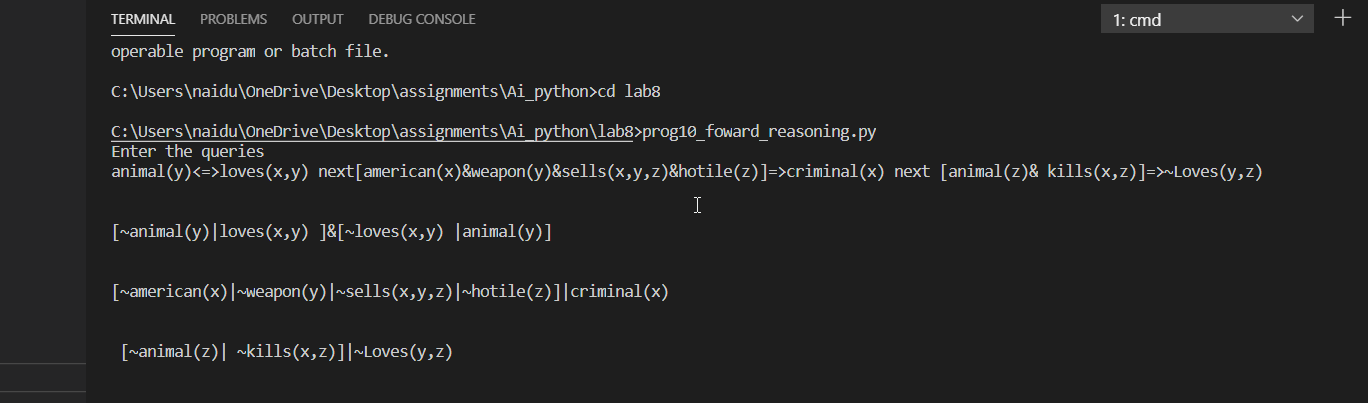 TERMINAL PROBLEMS OUTPUT DEBUG CONSOLE 1: cmd
operable program or batch file.
C:\Users\naidu\OneDrive\Desktop\assignments\Ai_python>cd lab8
C:\Users\naidu\OneDrive\Desktop\assignments\Ai_python\lab8>prog10_foward_reasoning.py
Enter the queries
animal(y)<=>loves(x,y) next[american(x)&weapon(y)&sells(x,y,z)&hotile(z)]=>criminal(x) next [animal(z)& kills(x,z)]=>~Loves(y,z)
[~animal(y)|loves(x,y) ]&[~loves(x,y) |animal(y)]
[~american(x)|~weapon(y)|~sells(x,y,z)|~hotile(z)]|criminal(x)
[~animal(z)| ~kills(x,z)]|~Loves(y,z)